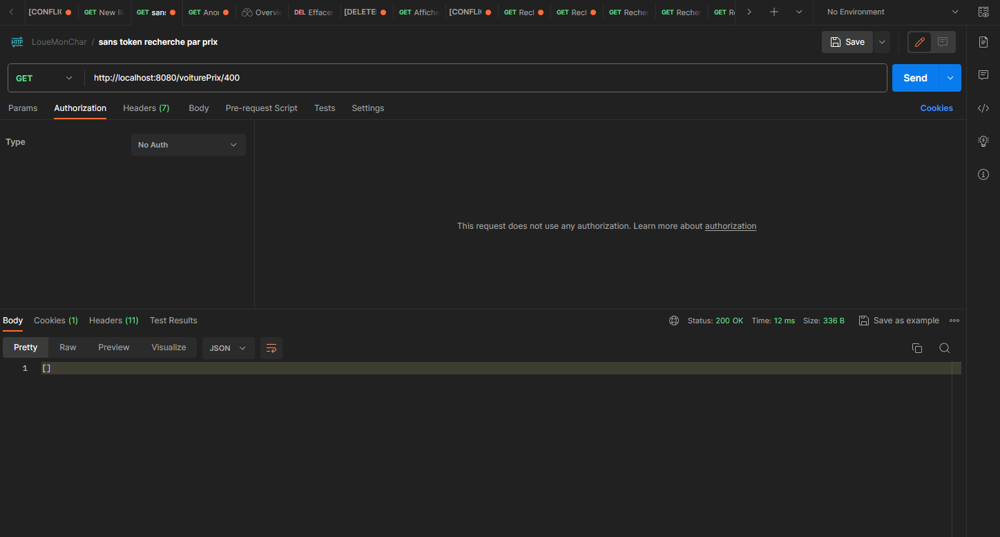 [CONFLIC GET New R GET sans GET Anor Overvie DEL Effacer [DELETE GET Affiche [CONFLIC GET Recl GET Recl GET Recher GET Recher GET Re No Environment
HTTP LoueMonChar / sans token recherche par prix Save
GET http://localhost:8080/voiturePrix/400 Send
Params Authorization Headers (7) Body Pre-request Script Tests Settings Cookies
Type No Auth
This request does not use any authorization. Learn more about authorization
Body Cookies (1) Headers (11) Test Results Status: 200 OK Time: 12 ms Size: 336 B Save as example
Pretty Raw Preview Visualize JSON
1 []